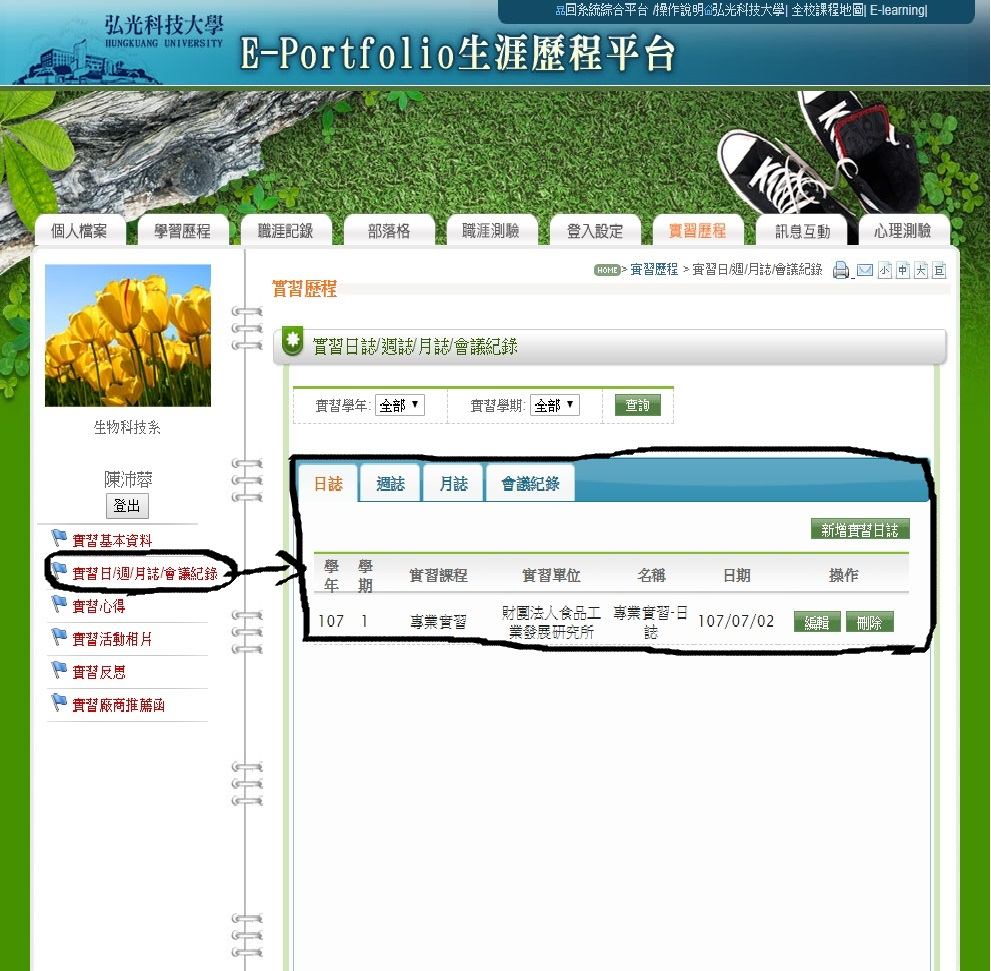 回系統綜合平台 /操作說明 弘光科技大學| 全校課程地圖| E-learning|
弘光科技大學
HUNGKUANG UNIVERSITY
E-Portfolio生涯歷程平台
個人檔案 學習歷程 職涯記錄 部落格 職涯測驗 登入設定 實習歷程 訊息互動 心理測驗
HOME > 實習歷程 > 實習日/週/月誌/會議紀錄 小 中 大 巨
實習歷程
實習日誌/週誌/月誌/會議紀錄
實習學年: 全部 實習學期: 全部 查詢
生物科技系
陳沛蓉
登出
實習基本資料
實習日/週/月誌/會議紀錄
實習心得
實習活動相片
實習反思
實習廠商推薦函
日誌 週誌 月誌 會議紀錄
新增實習日誌
學年 學期 實習課程 實習單位 名稱 日期 操作
107 1 專業實習 財團法人食品工業發展研究所 專業實習-日誌 107/07/02 編輯 刪除